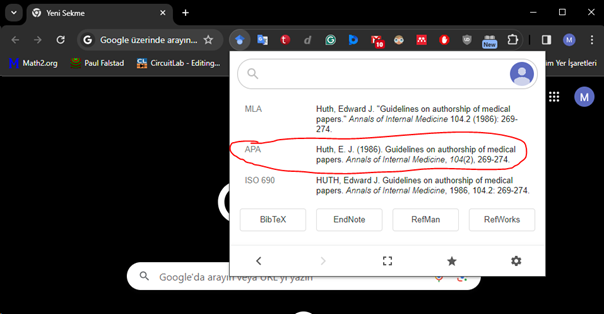 Yeni Sekme
Google üzerinde arayın...
10
New
Math2.org
Paul Falstad
CircuitLab - Editing...
üm Yer İşaretleri
M
MLA
Huth, Edward J. "Guidelines on authorship of medical
papers." Annals of Internal Medicine 104.2 (1986): 269-
274.
APA
Huth, E. J. (1986). Guidelines on authorship of medical
papers. Annals of Internal Medicine, 104(2), 269-274.
ISO 690
HUTH, Edward J. Guidelines on authorship of medical
papers. Annals of Internal Medicine, 1986, 104.2: 269-274.
BibTeX
EndNote
RefMan
RefWorks
Google'da arayın veya URL'yi yazın